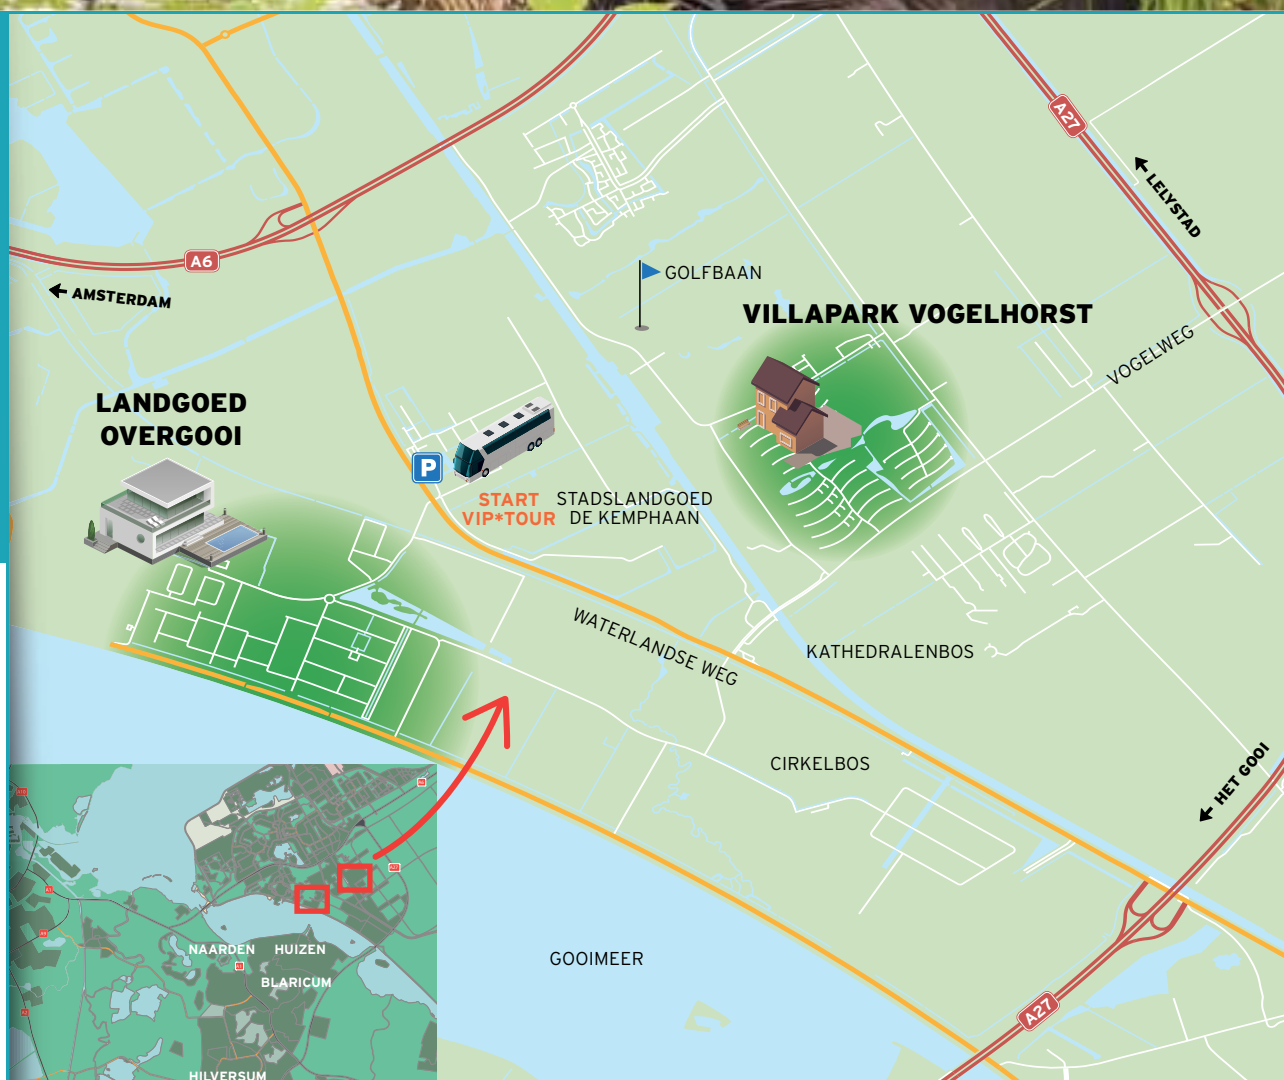 A27
LELYSTAD
A6
AMSTERDAM
GOLFBAAN
VILLAPARK VOGELHORST
VOGELWEG
LANDGOED
OVERGOOI
P
START
VIP*TOUR
STADSLANDGOED
DE KEMPHAAN
WATERLANDSE WEG
KATHEDRALENBOS
CIRKELBOS
HET GOOI
GOOIMEER
A27
NAARDEN
HUIZEN
BLARICUM
HILVERSUM